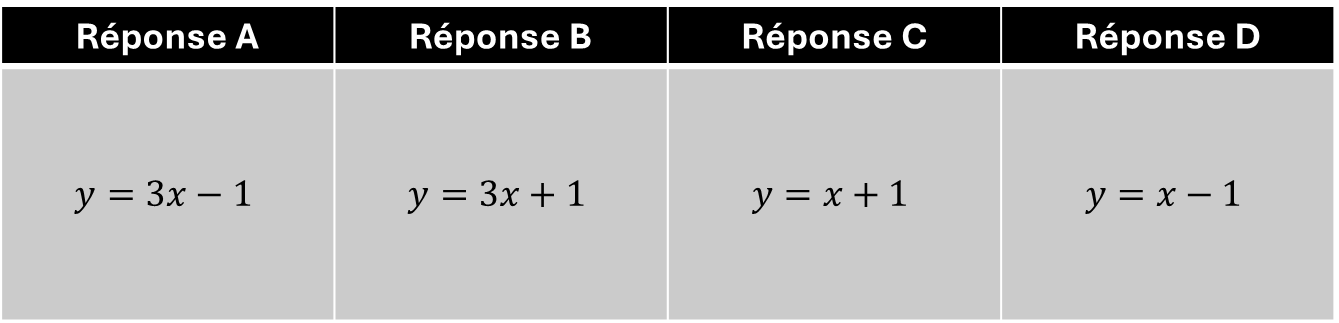 Réponse A Réponse B Réponse C Réponse D
y = 3x − 1 y = 3x + 1 y = x + 1 y = x − 1